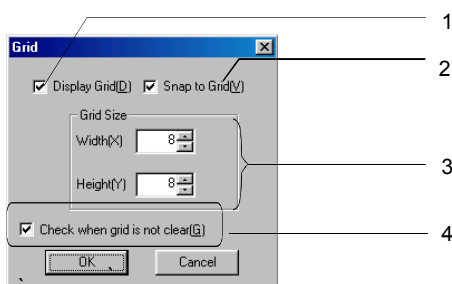 1
Grid
2
Display Grid(D) Snap to Grid(V)
Grid Size
Width(X) 8
3
Height(Y) 8
Check when grid is not clear(G) 4
OK Cancel